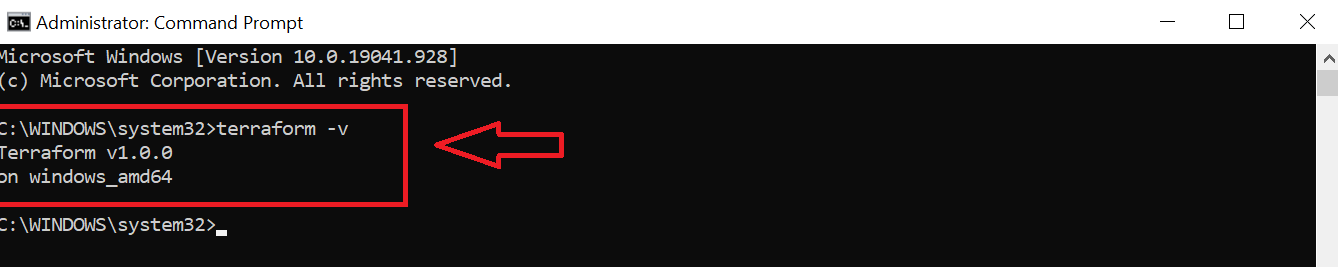 Administrator: Command Prompt
Microsoft Windows [Version 10.0.19041.928]
(c) Microsoft Corporation. All rights reserved.
C:\WINDOWS\system32>terraform -v
Terraform v1.0.0
on windows_amd64
C:\WINDOWS\system32>